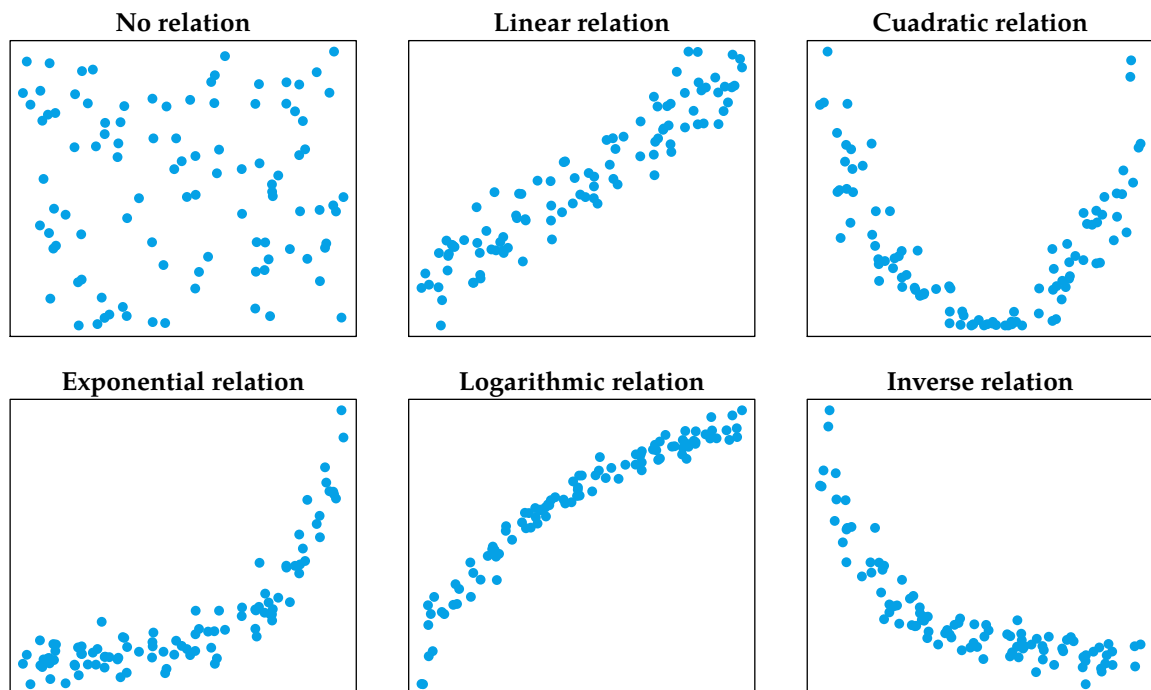 No relation
Linear relation
Cuadratic relation
Exponential relation
Logarithmic relation
Inverse relation